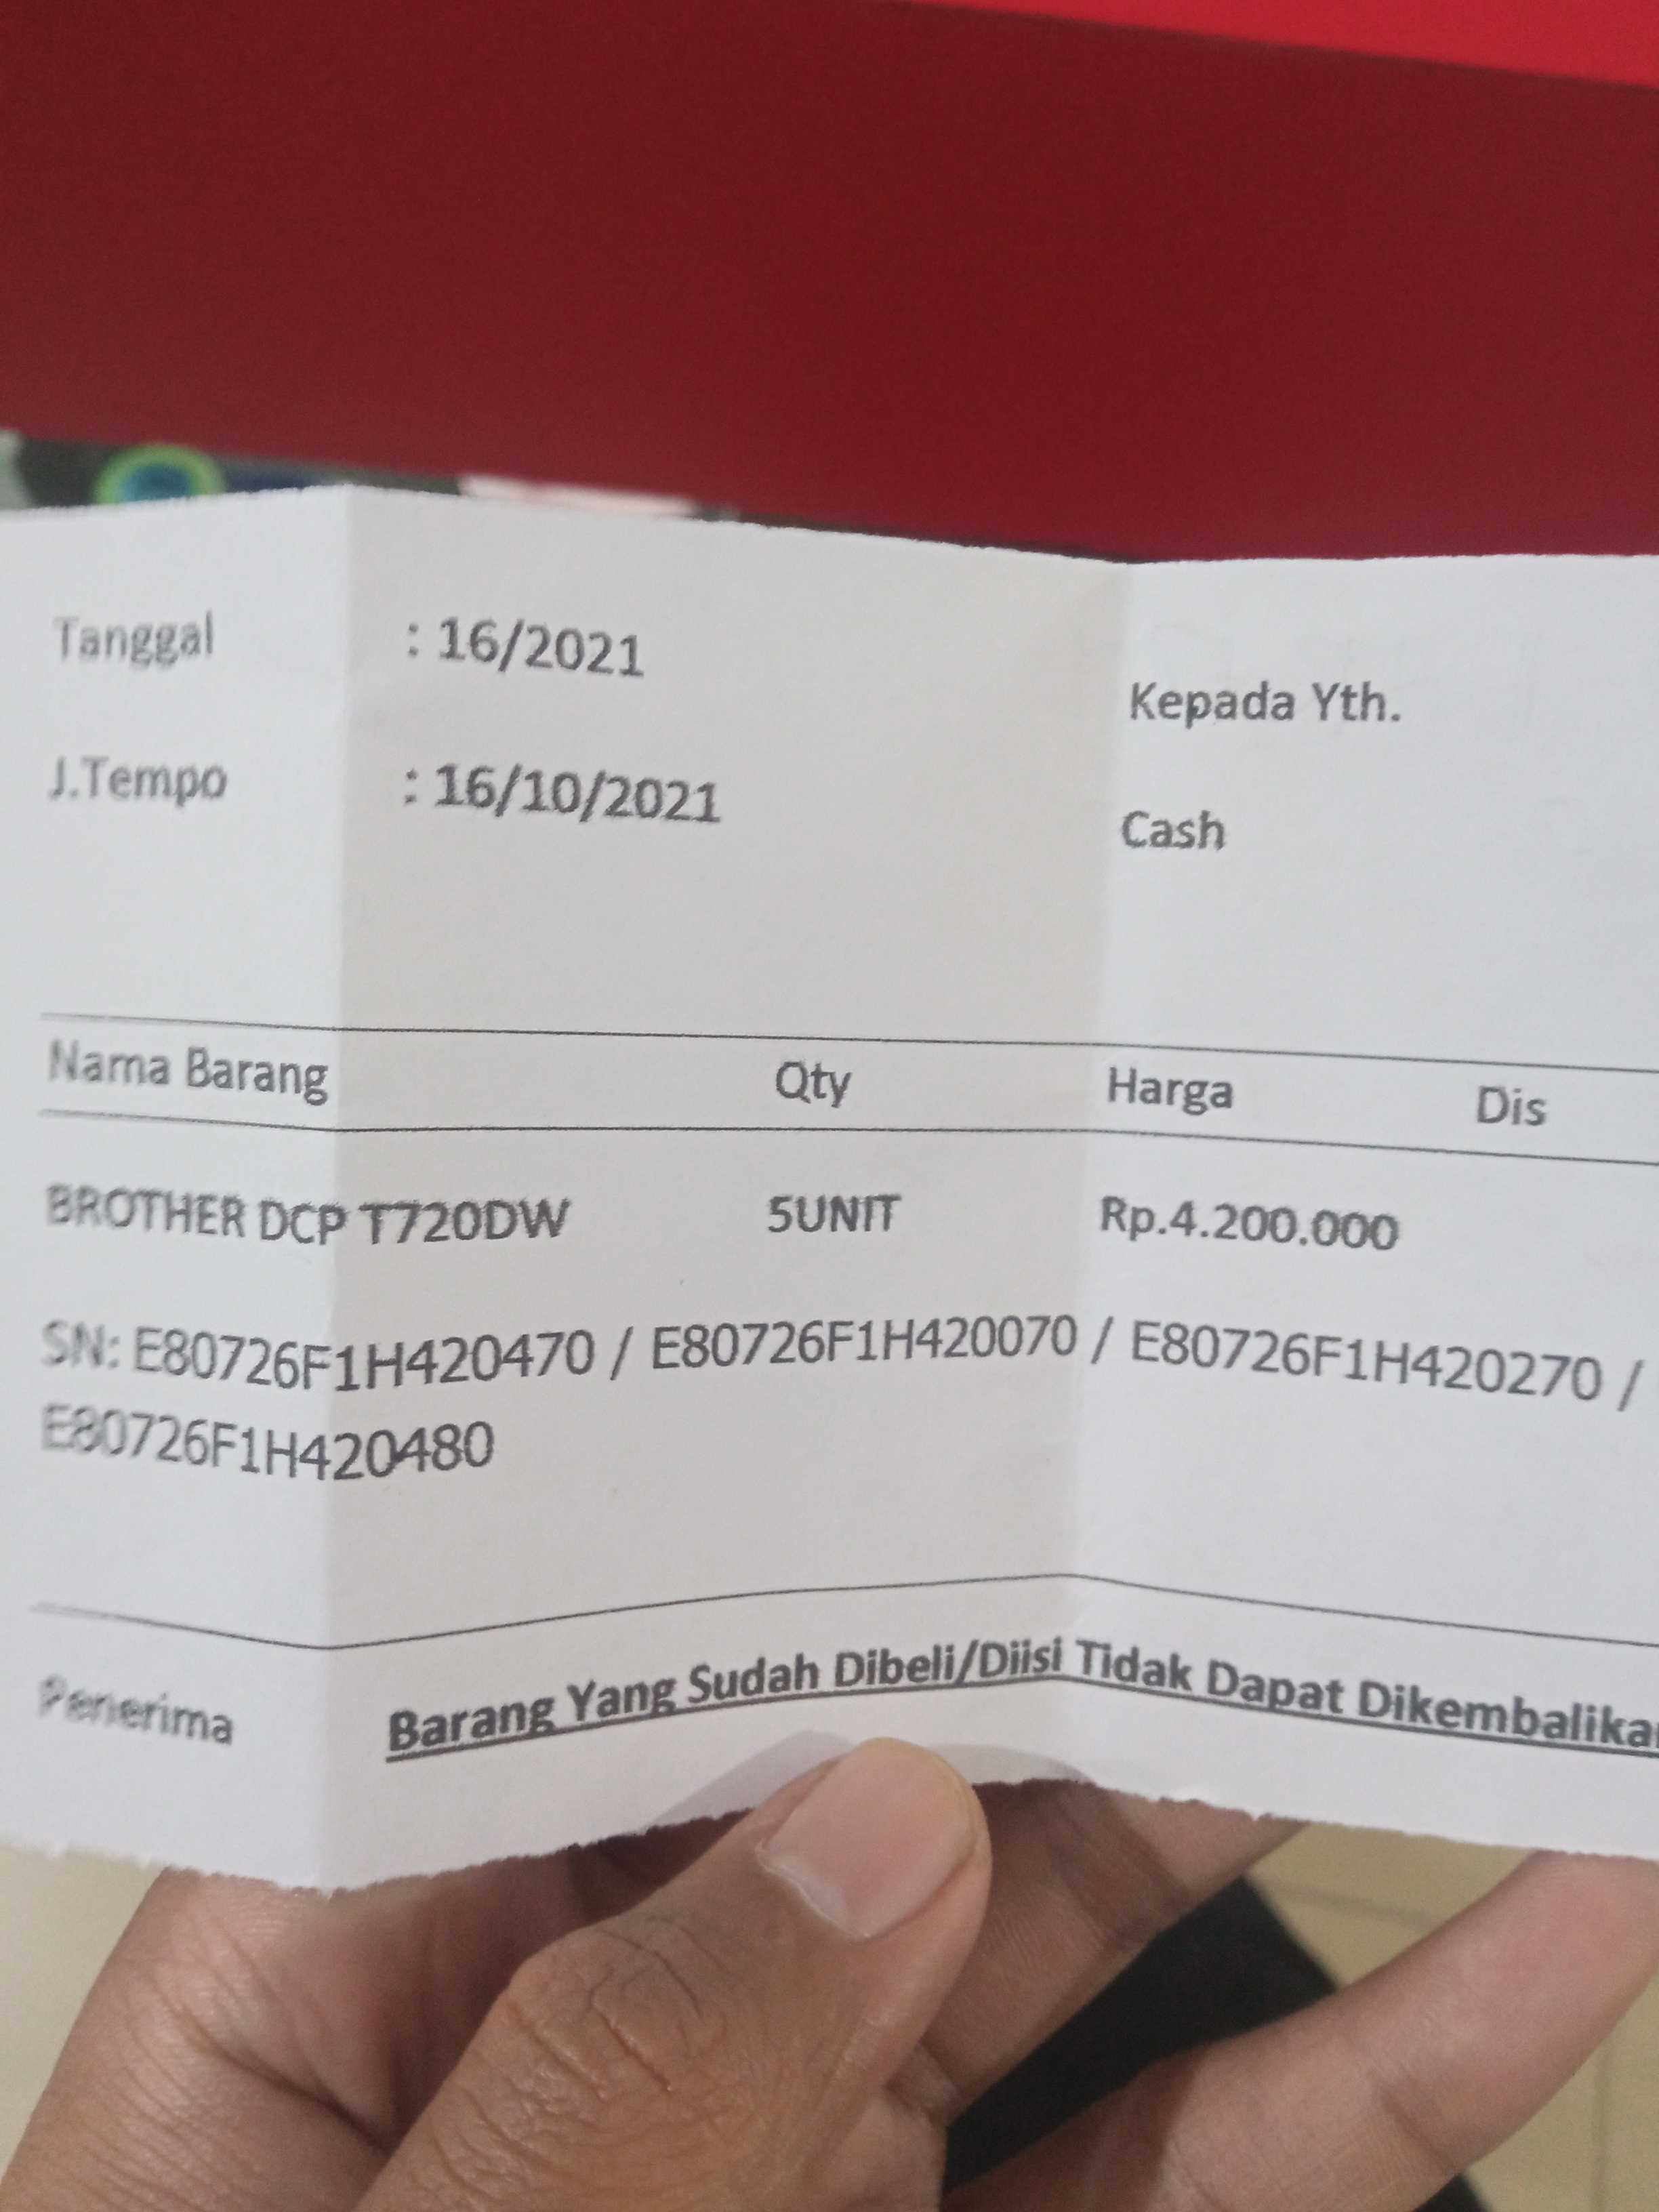 Tanggal : 16/2021
Kepada Yth.
J.Tempo : 16/10/2021
Cash
Nama Barang Qty Harga Dis
BROTHER DCP T720DW 5UNIT Rp.4.200.000
SN: E80726F1H420470 / E80726F1H420070 / E80726F1H420270 /
E80726F1H420480
Penerima Barang Yang Sudah Dibeli/Diisi Tidak Dapat Dikembalika